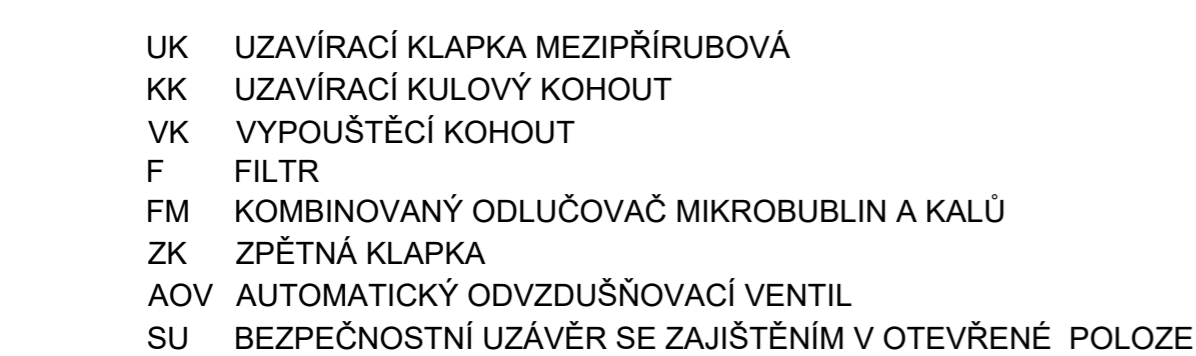 UK UZAVÍRACÍ KLAPKA MEZIPŘÍRUBOVÁ
KK UZAVÍRACÍ KULOVÝ KOHOUT
VK VYPOUŠTĚCÍ KOHOUT
F FILTR
FM KOMBINOVANÝ ODLUČOVAČ MIKROBUBLIN A KALŮ
ZK ZPĚTNÁ KLAPKA
AOV AUTOMATICKÝ ODVZDUŠŇOVACÍ VENTIL
SU BEZPEČNOSTNÍ UZÁVĚR SE ZAJIŠTĚNÍM V OTEVŘENÉ POLOZE